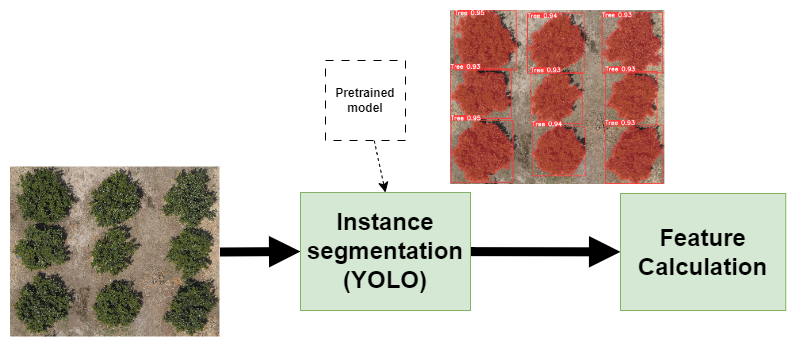 Tree 0.95
Tree 0.94
Tree 0.93
Tree 0.93
Tree 0.93
Tree 0.93
Tree 0.95
Tree 0.94
Tree 0.93
Pretrained
model
Instance
segmentation
(YOLO)
Feature
Calculation